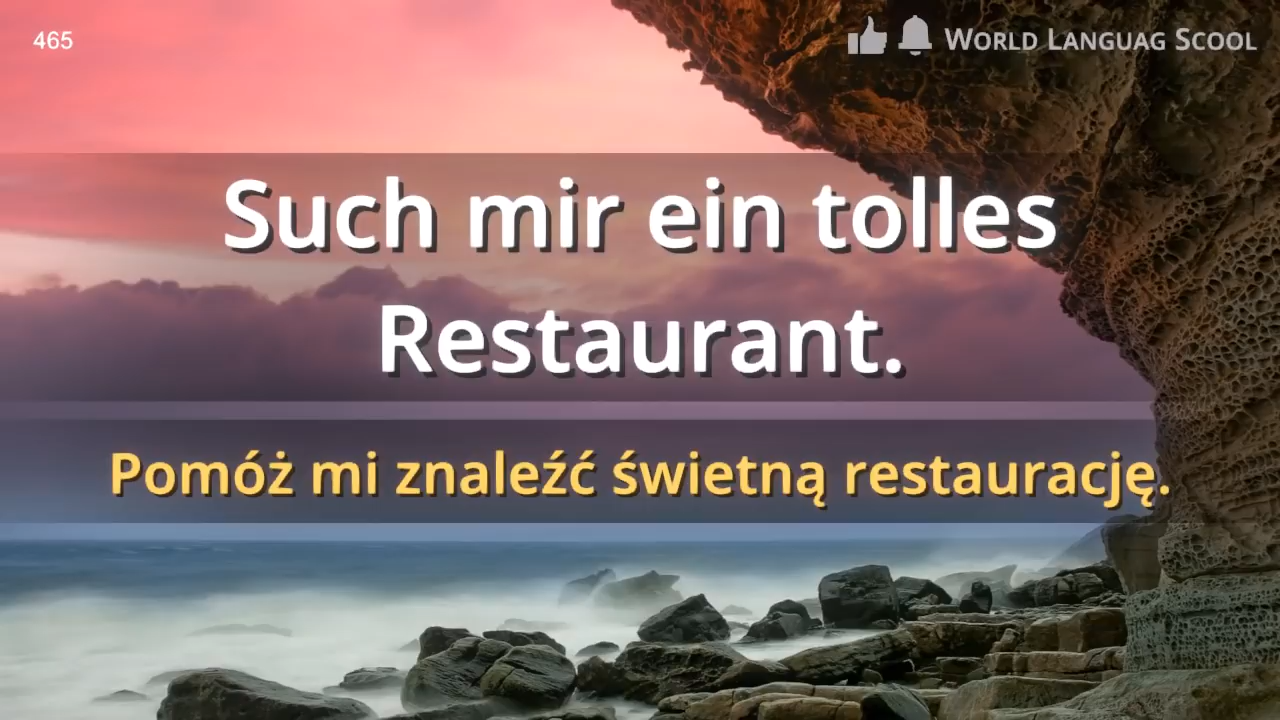 465
World Languag Scool
Such mir ein tolles
Restaurant.
Pomóż mi znaleźć świetną restaurację.